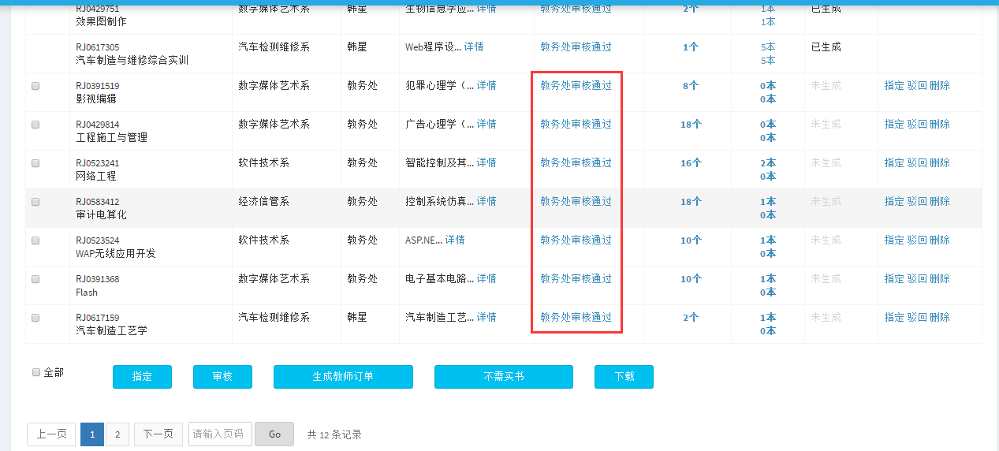 RJ0429751 数字媒体艺术系 韩星 生物信息学应... 详情 教务处审核通过 2个 1本 已生成
效果图制作 1本
RJ0617305 汽车检测维修系 韩星 Web程序设... 详情 教务处审核通过 1个 5本 已生成
汽车制造与维修综合实训 5本
RJ0391519 数字媒体艺术系 教务处 犯罪心理学（... 详情 教务处审核通过 8个 0本 未生成 指定 驳回 删除
影视编辑 0本
RJ0429814 数字媒体艺术系 教务处 广告心理学（... 详情 教务处审核通过 18个 0本 未生成 指定 驳回 删除
工程施工与管理 0本
RJ0523241 软件技术系 教务处 智能控制及其... 详情 教务处审核通过 16个 2本 未生成 指定 驳回 删除
网络工程 0本
RJ0583412 经济信管系 教务处 控制系统仿真... 详情 教务处审核通过 18个 1本 未生成 指定 驳回 删除
审计电算化 0本
RJ0523524 软件技术系 教务处 ASP.NE... 详情 教务处审核通过 10个 1本 未生成 指定 驳回 删除
WAP无线应用开发 0本
RJ0391368 数字媒体艺术系 教务处 电子基本电路... 详情 教务处审核通过 10个 1本 未生成 指定 驳回 删除
Flash 0本
RJ0617159 汽车检测维修系 韩星 汽车制造工艺... 详情 教务处审核通过 2个 1本 未生成 指定 驳回 删除
汽车制造工艺学 0本
全部 指定 审核 生成教师订单 不需买书 下载
上一页 1 2 下一页 请输入页码 Go 共 12 条记录